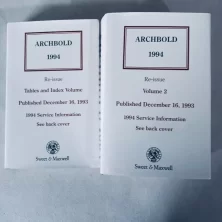 ARCHBOLD
1994
Re-issue
Tables and Index Volume
Published December 16, 1993
1994 Service Information
See back cover
Sweet & Maxwell
ARCHBOLD
1994
Re-issue
Volume 2
Published December 16, 1993
1994 Service Information
See back cover
Sweet & Maxwell